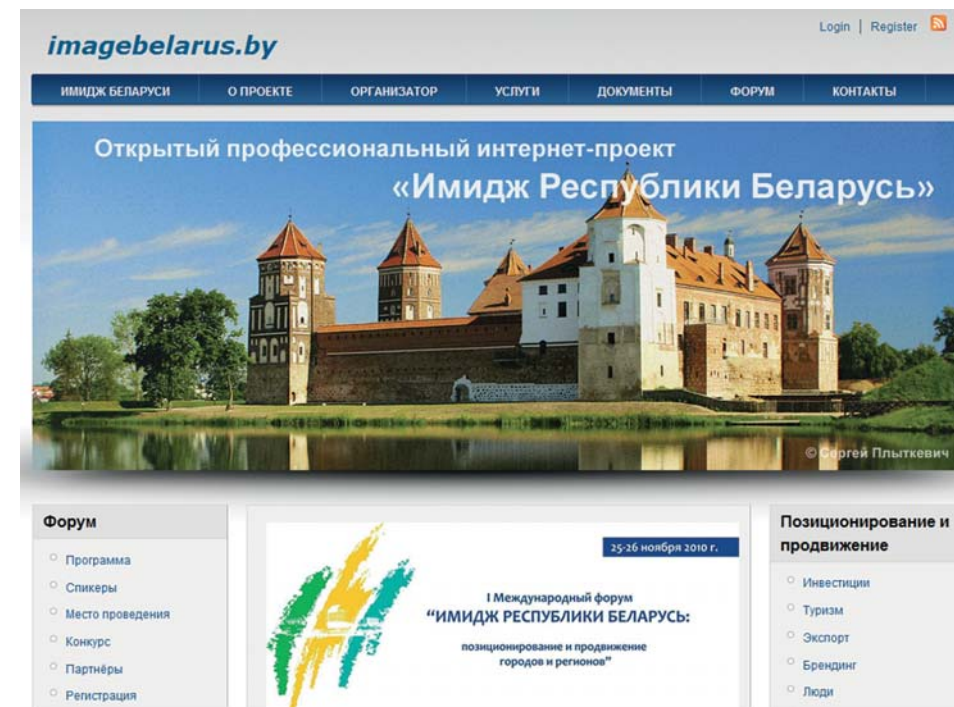 imagebelarus.by
Login | Register
ИМИДЖ БЕЛАРУСИ О ПРОЕКТЕ ОРГАНИЗАТОР УСЛУГИ ДОКУМЕНТЫ ФОРУМ КОНТАКТЫ
Открытый профессиональный интернет-проект
«Имидж Республики Беларусь»
© Сергей Плыткевич
Форум
Программа
Спикеры
Место проведения
Конкурс
Партнёры
Регистрация
25-26 ноября 2010 г.
I Международный форум
“ИМИДЖ РЕСПУБЛИКИ БЕЛАРУСЬ:
позиционирование и продвижение
городов и регионов”
Позиционирование и
продвижение
Инвестиции
Туризм
Экспорт
Брендинг
Люди